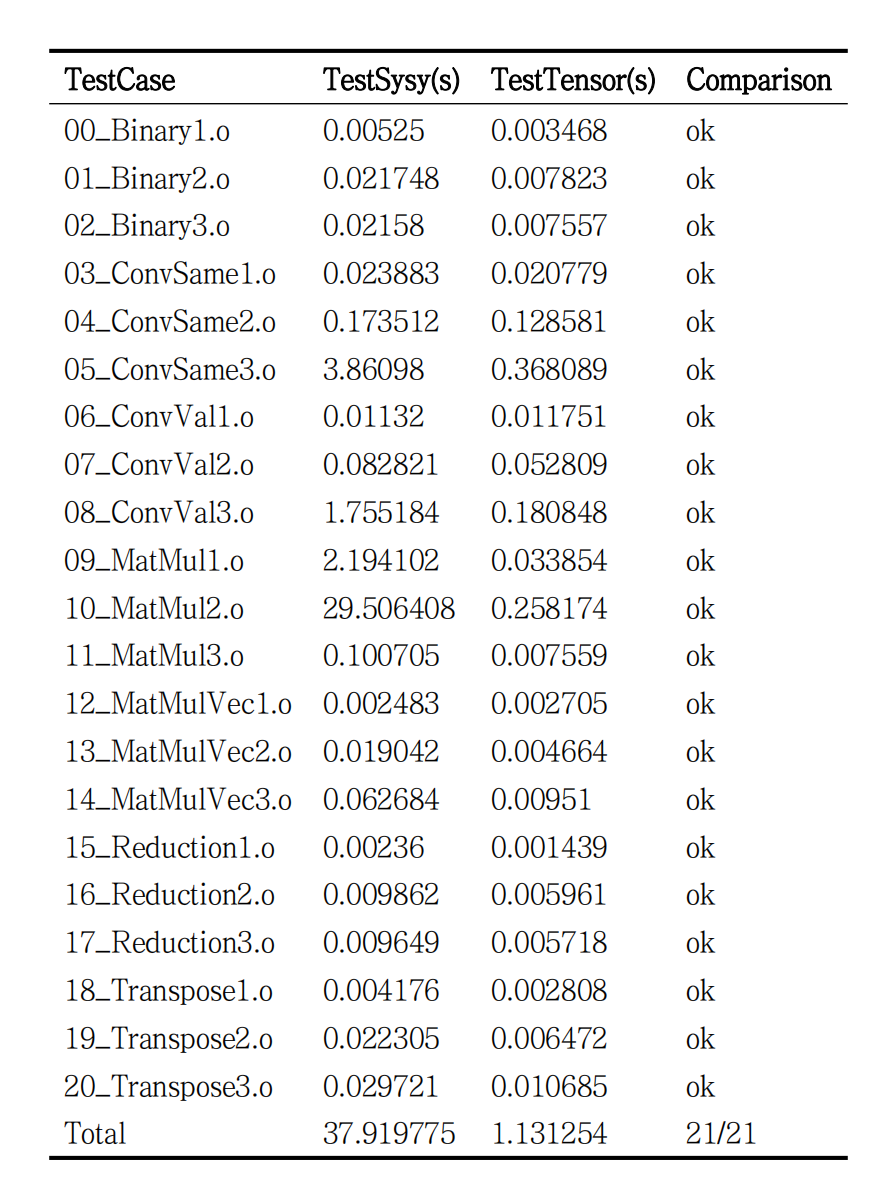 TestCase TestSysy(s) TestTensor(s) Comparison
00_Binary1.o 0.00525 0.003468 ok
01_Binary2.o 0.021748 0.007823 ok
02_Binary3.o 0.02158 0.007557 ok
03_ConvSame1.o 0.023883 0.020779 ok
04_ConvSame2.o 0.173512 0.128581 ok
05_ConvSame3.o 3.86098 0.368089 ok
06_ConvVal1.o 0.01132 0.011751 ok
07_ConvVal2.o 0.082821 0.052809 ok
08_ConvVal3.o 1.755184 0.180848 ok
09_MatMul1.o 2.194102 0.033854 ok
10_MatMul2.o 29.506408 0.258174 ok
11_MatMul3.o 0.100705 0.007559 ok
12_MatMulVec1.o 0.002483 0.002705 ok
13_MatMulVec2.o 0.019042 0.004664 ok
14_MatMulVec3.o 0.062684 0.00951 ok
15_Reduction1.o 0.00236 0.001439 ok
16_Reduction2.o 0.009862 0.005961 ok
17_Reduction3.o 0.009649 0.005718 ok
18_Transpose1.o 0.004176 0.002808 ok
19_Transpose2.o 0.022305 0.006472 ok
20_Transpose3.o 0.029721 0.010685 ok
Total 37.919775 1.131254 21/21